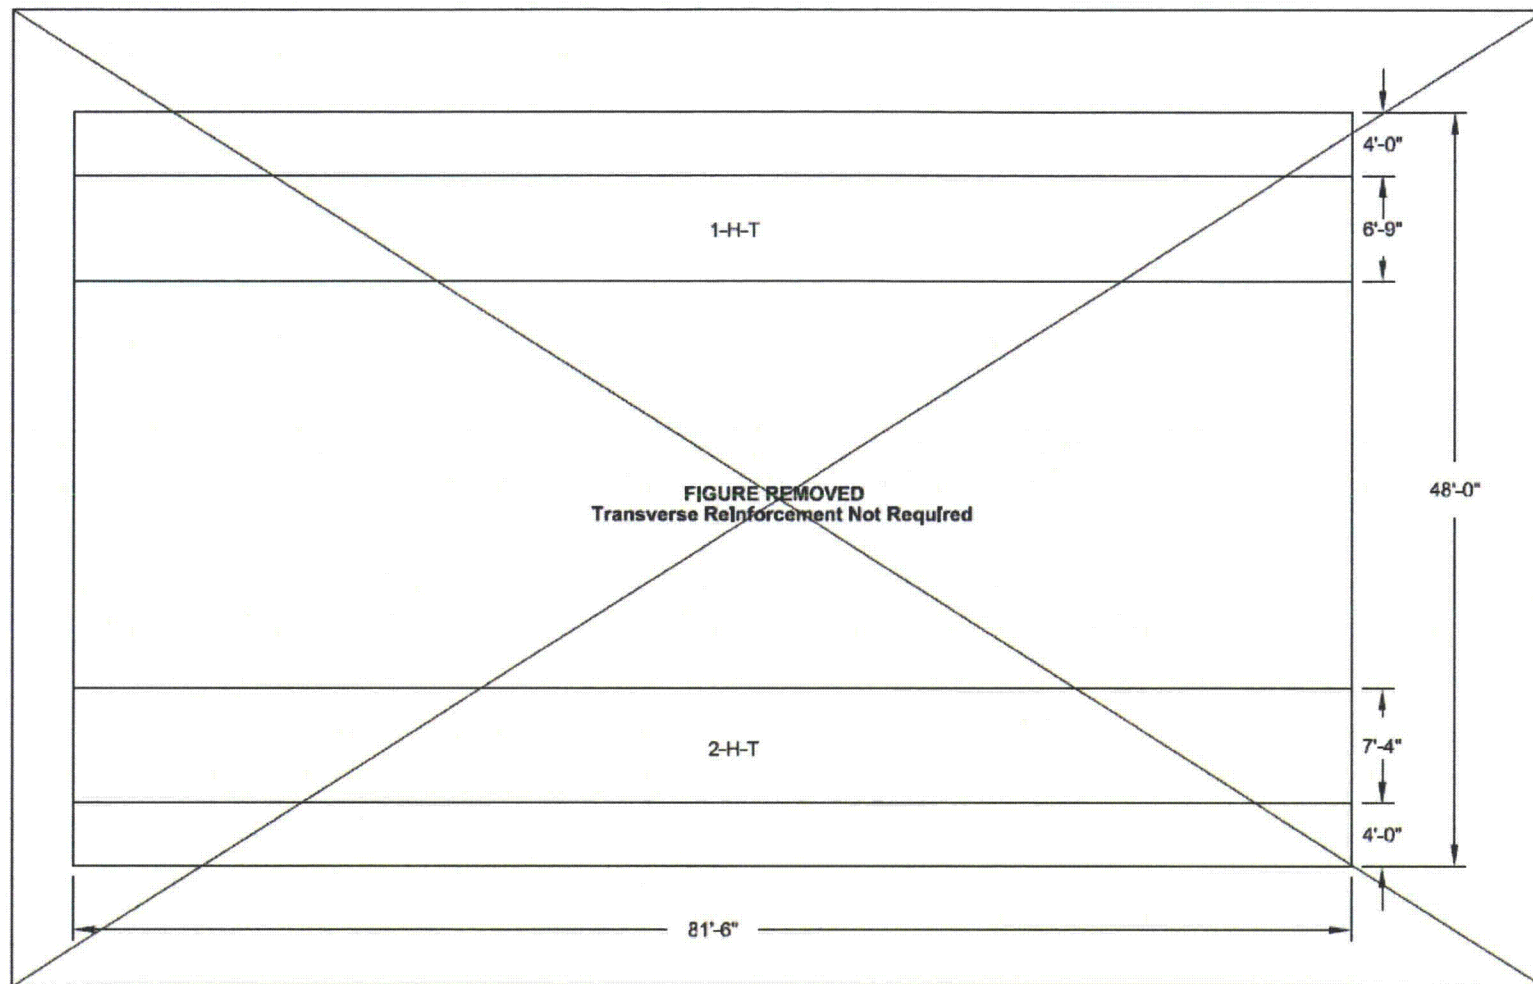 4'-0"
1-H-T
6'-9"
FIGURE REMOVED
Transverse Reinforcement Not Required
48'-0"
2-H-T
7'-4"
4'-0"
81'-6"